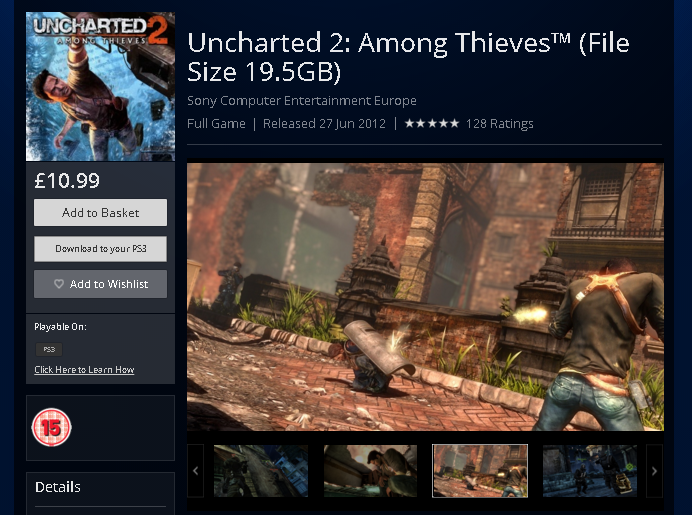 UNCHARTED 2
AMONG THIEVES
Uncharted 2: Among Thieves™ (File
Size 19.5GB)
Sony Computer Entertainment Europe
Full Game | Released 27 Jun 2012 | ★★★★★ 128 Ratings
£10.99
Add to Basket
Download to your PS3
Add to Wishlist
Playable On:
PS3
Click Here to Learn How
15
Details